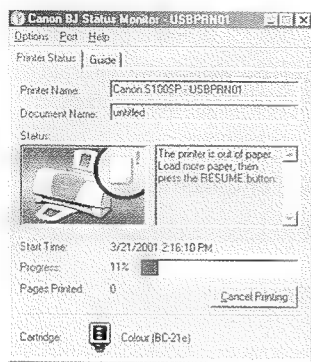 Canon BJ Status Monitor - USBPRN01
Options Port Help
Printer Status Guide
Printer Name: Canon S100SP - USBPRN01
Document Name: untitled
Status:
The printer is out of paper.
Load more paper, then
press the RESUME button.
Start Time: 3/21/2001 2:16:10 PM
Progress: 11%
Pages Printed: 0
Cancel Printing
Cartridge: Colour (BC-21e)